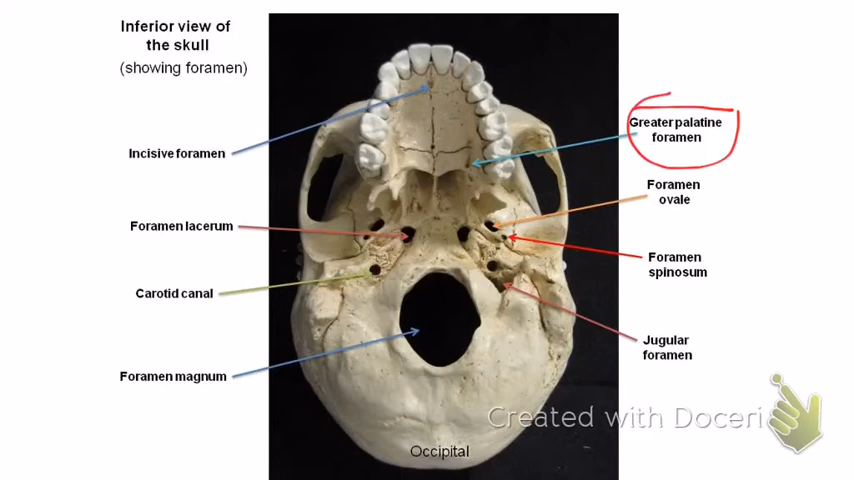 Inferior view of
the skull
(showing foramen)
Incisive foramen
Greater palatine
foramen
Foramen
ovale
Foramen lacerum
Foramen
spinosum
Carotid canal
Jugular
foramen
Foramen magnum
Created with Doceri
Occipital